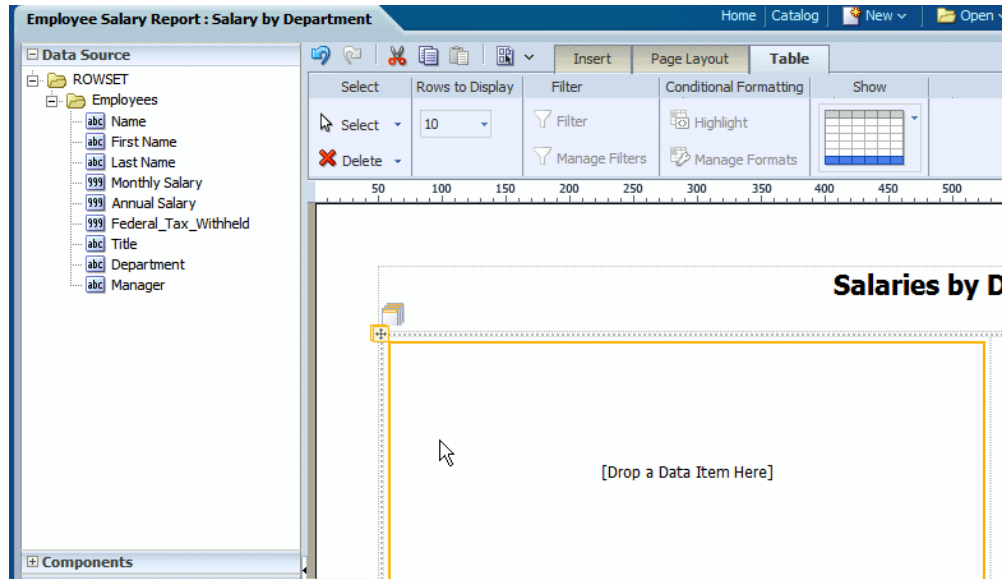 Employee Salary Report : Salary by Department
Home Catalog New Open
Data Source
ROWSET
Employees
abc Name
abc First Name
abc Last Name
999 Monthly Salary
999 Annual Salary
999 Federal_Tax_Withheld
abc Title
abc Department
abc Manager
Components
Insert Page Layout Table
Select Rows to Display Filter Conditional Formatting Show
Select 10 Filter Highlight
Delete Manage Filters Manage Formats
50 100 150 200 250 300 350 400 450 500
Salaries by D
[Drop a Data Item Here]